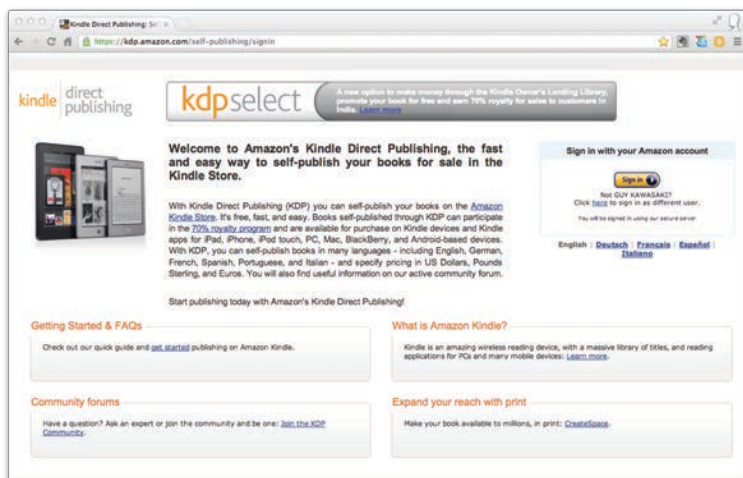 Kindle Direct Publishing: Sel
https://kdp.amazon.com/self-publishing/signin
kindle direct publishing
kdpselect
A new option to make money through the Kindle Owner's Lending Library,
promote your book for free and earn 70% royalty for sales to customers in
India. Learn more
Welcome to Amazon's Kindle Direct Publishing, the fast
and easy way to self-publish your books for sale in the
Kindle Store.
With Kindle Direct Publishing (KDP) you can self-publish your books on the Amazon
Kindle Store. It's free, fast, and easy. Books self-published through KDP can participate
in the 70% royalty program and are available for purchase on Kindle devices and Kindle
apps for iPad, iPhone, iPod touch, PC, Mac, BlackBerry, and Android-based devices.
With KDP, you can self-publish books in many languages - including English, German,
French, Spanish, Portuguese, and Italian - and specify pricing in US Dollars, Pounds
Sterling, and Euros. You will also find useful information on our active community forum.
Start publishing today with Amazon's Kindle Direct Publishing!
Sign in with your Amazon account
Sign in
Not GUY KAWASAKI?
Click here to sign in as different user.
You will be signed in using our secure server
English | Deutsch | Français | Español |
Italiano
Getting Started & FAQs
Check out our quick guide and get started publishing on Amazon Kindle.
What is Amazon Kindle?
Kindle is an amazing wireless reading device, with a massive library of titles, and reading
applications for PCs and many mobile devices: Learn more.
Community forums
Have a question? Ask an expert or join the community and be one: Join the KDP
Community.
Expand your reach with print
Make your book available to millions, in print: CreateSpace.